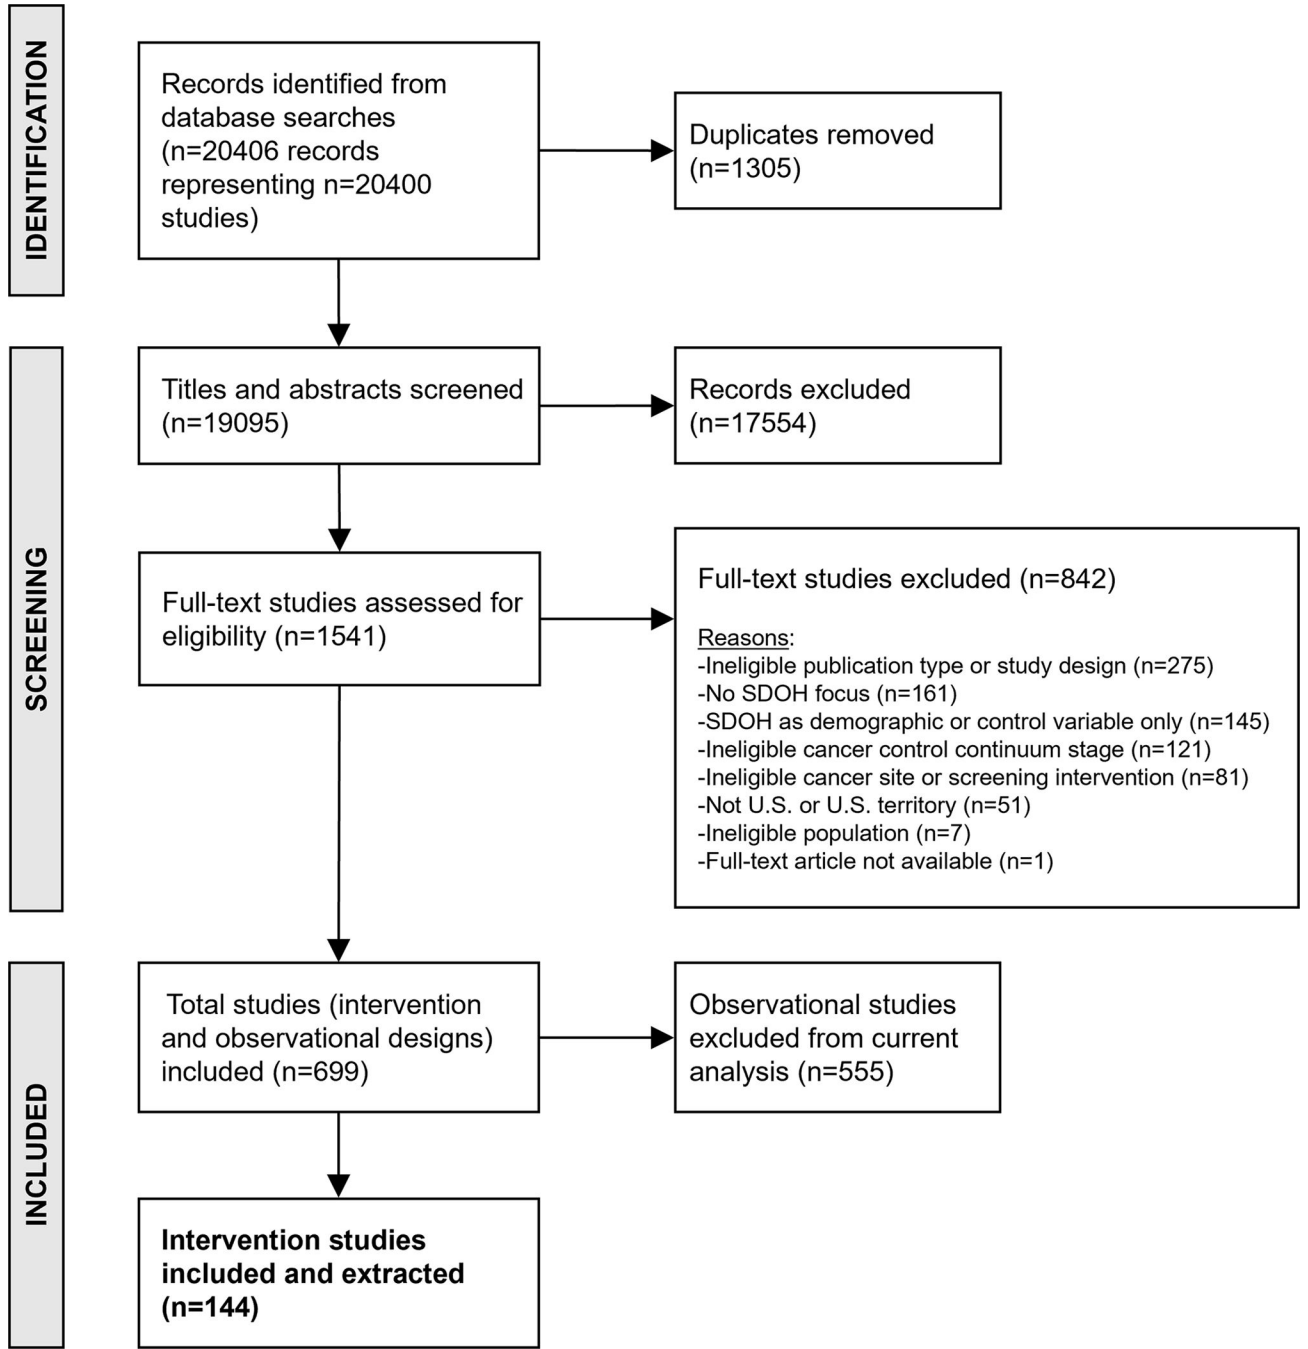 IDENTIFICATION
Records identified from
database searches
(n=20406 records
representing n=20400
studies)
Duplicates removed
(n=1305)
SCREENING
Titles and abstracts screened
(n=19095)
Records excluded
(n=17554)
Full-text studies assessed for
eligibility (n=1541)
Full-text studies excluded (n=842)
Reasons:
-Ineligible publication type or study design (n=275)
-No SDOH focus (n=161)
-SDOH as demographic or control variable only (n=145)
-Ineligible cancer control continuum stage (n=121)
-Ineligible cancer site or screening intervention (n=81)
-Not U.S. or U.S. territory (n=51)
-Ineligible population (n=7)
-Full-text article not available (n=1)
INCLUDED
Total studies (intervention
and observational designs)
included (n=699)
Observational studies
excluded from current
analysis (n=555)
Intervention studies
included and extracted
(n=144)